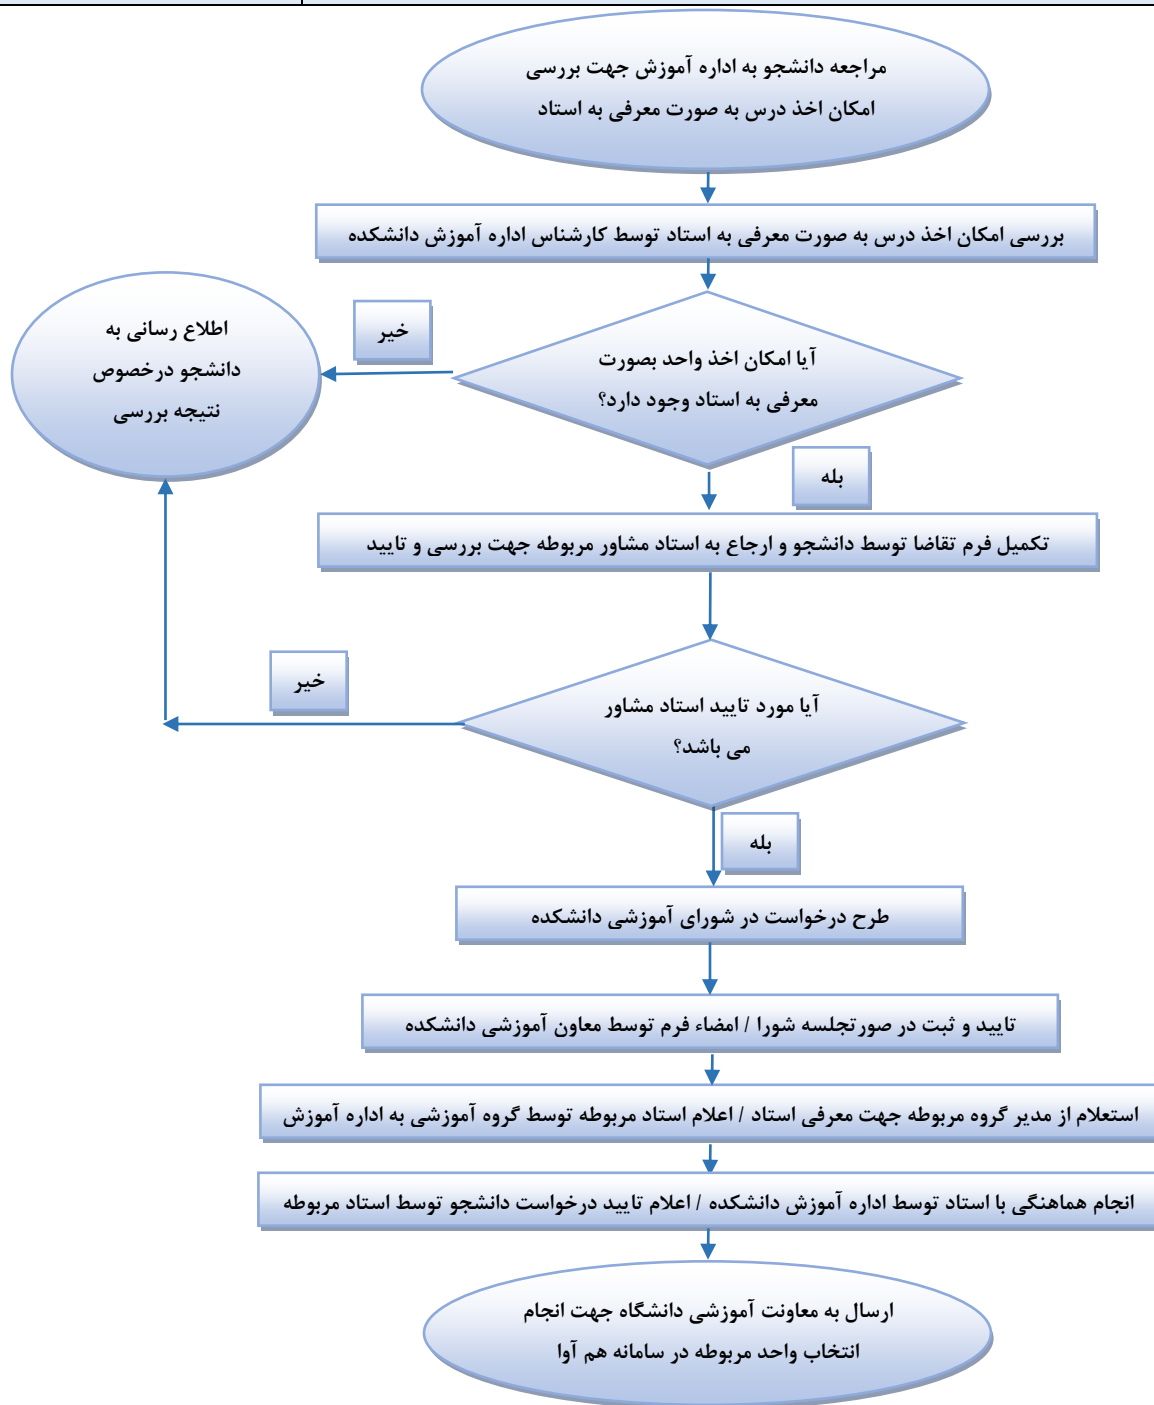 مراجعه دانشجو به اداره آموزش جهت بررسی
امکان اخذ درس به صورت معرفی به استاد
بررسی امکان اخذ درس به صورت معرفی به استاد توسط کارشناس اداره آموزش دانشکده
آیا امکان اخذ واحد بصورت
معرفی به استاد وجود دارد؟
خیر
اطلاع رسانی به
دانشجو درخصوص
نتیجه بررسی
بله
تکمیل فرم تقاضا توسط دانشجو و ارجاع به استاد مشاور مربوطه جهت بررسی و تایید
آیا مورد تایید استاد مشاور
می باشد؟
خیر
بله
طرح درخواست در شورای آموزشی دانشکده
تایید و ثبت در صورتجلسه شورا / امضاء فرم توسط معاون آموزشی دانشکده
استعلام از مدیر گروه مربوطه جهت معرفی استاد / اعلام استاد مربوطه توسط گروه آموزشی به اداره آموزش
انجام هماهنگی با استاد توسط اداره آموزش دانشکده / اعلام تایید درخواست دانشجو توسط استاد مربوطه
ارسال به معاونت آموزشی دانشگاه جهت انجام
انتخاب واحد مربوطه در سامانه هم آوا